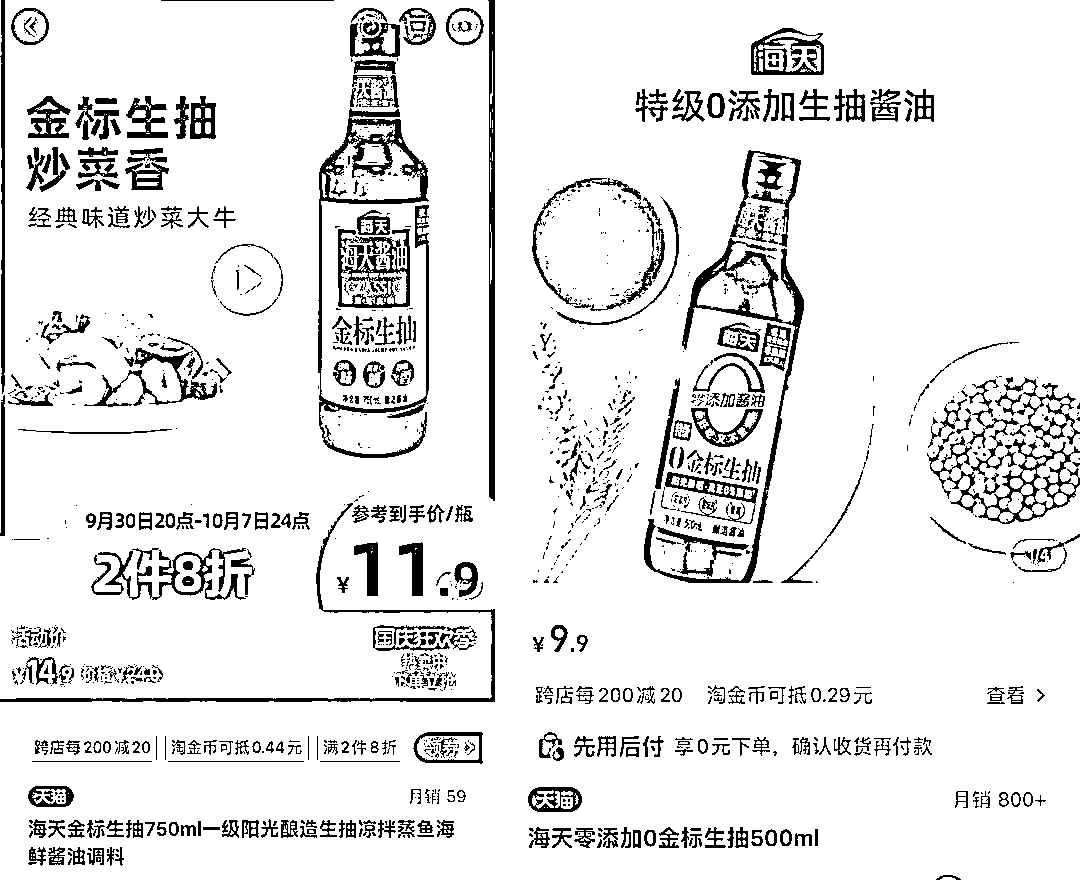 金标生抽
炒菜香
经典味道炒菜大牛
海天
海天酱油
CLASSIC
金标生抽
9月30日20点-10月7日24点
2件8折
参考到手价/瓶
¥11.9
活动价
¥14.9
国庆狂欢季
热卖中
跨店每200减20
淘金币可抵0.44元
满2件8折
领券
天猫
月销 59
海天金标生抽750ml一级阳光酿造生抽凉拌蒸鱼海
鲜酱油调料
海天
特级0添加生抽酱油
海天
零添加酱油
0金标生抽
1/4
¥9.9
跨店每200减20 淘金币可抵0.29元 查看
先用后付 享0元下单，确认收货再付款
天猫
月销 800+
海天零添加0金标生抽500ml